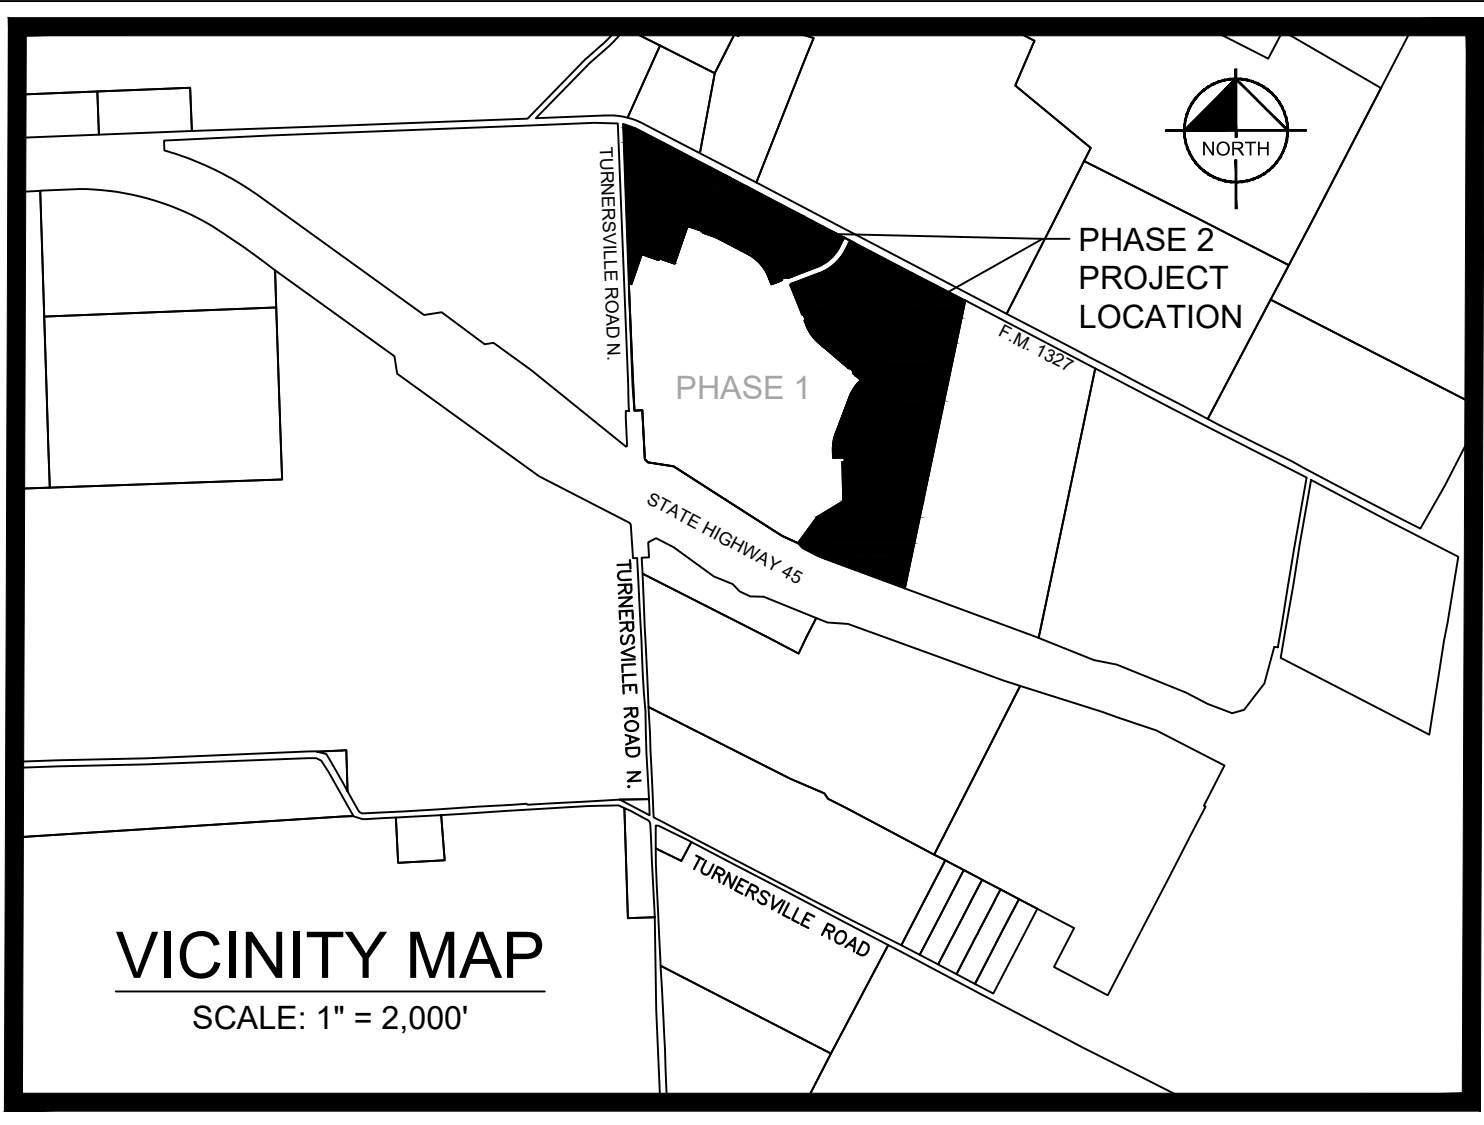 NORTH
TURNERSVILLE ROAD N.
PHASE 2
PROJECT
LOCATION
F.M. 1327
PHASE 1
STATE HIGHWAY 45
TURNERSVILLE ROAD N.
TURNERSVILLE ROAD
VICINITY MAP
SCALE: 1" = 2,000'